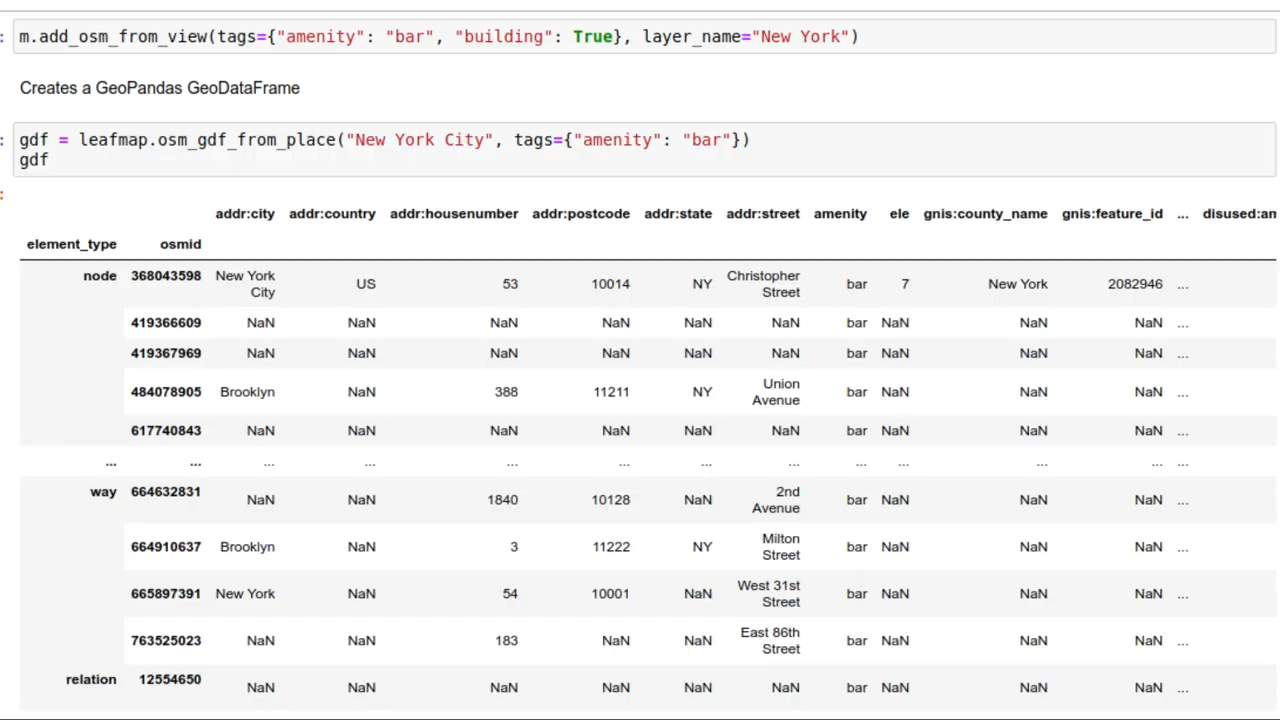 : m.add_osm_from_view(tags={"amenity": "bar", "building": True}, layer_name="New York")
Creates a GeoPandas GeoDataFrame
: gdf = leafmap.osm_gdf_from_place("New York City", tags={"amenity": "bar"})
gdf
:
addr:city addr:country addr:housenumber addr:postcode addr:state addr:street amenity ele gnis:county_name gnis:feature_id ... disused:am
element_type osmid
node 368043598 New York City US 53 10014 NY Christopher Street bar 7 New York 2082946 ...
419366609 NaN NaN NaN NaN NaN NaN bar NaN NaN NaN ...
419367969 NaN NaN NaN NaN NaN NaN bar NaN NaN NaN ...
484078905 Brooklyn NaN 388 11211 NY Union Avenue bar NaN NaN NaN ...
617740843 NaN NaN NaN NaN NaN NaN bar NaN NaN NaN ...
... ... ... ... ... ... ... ... ... ... ... ... ...
way 664632831 NaN NaN 1840 10128 NaN 2nd Avenue bar NaN NaN NaN ...
664910637 Brooklyn NaN 3 11222 NY Milton Street bar NaN NaN NaN ...
665897391 New York NaN 54 10001 NaN West 31st Street bar NaN NaN NaN ...
763525023 NaN NaN 183 NaN NaN East 86th Street bar NaN NaN NaN ...
relation 12554650 NaN NaN NaN NaN NaN NaN bar NaN NaN NaN ...